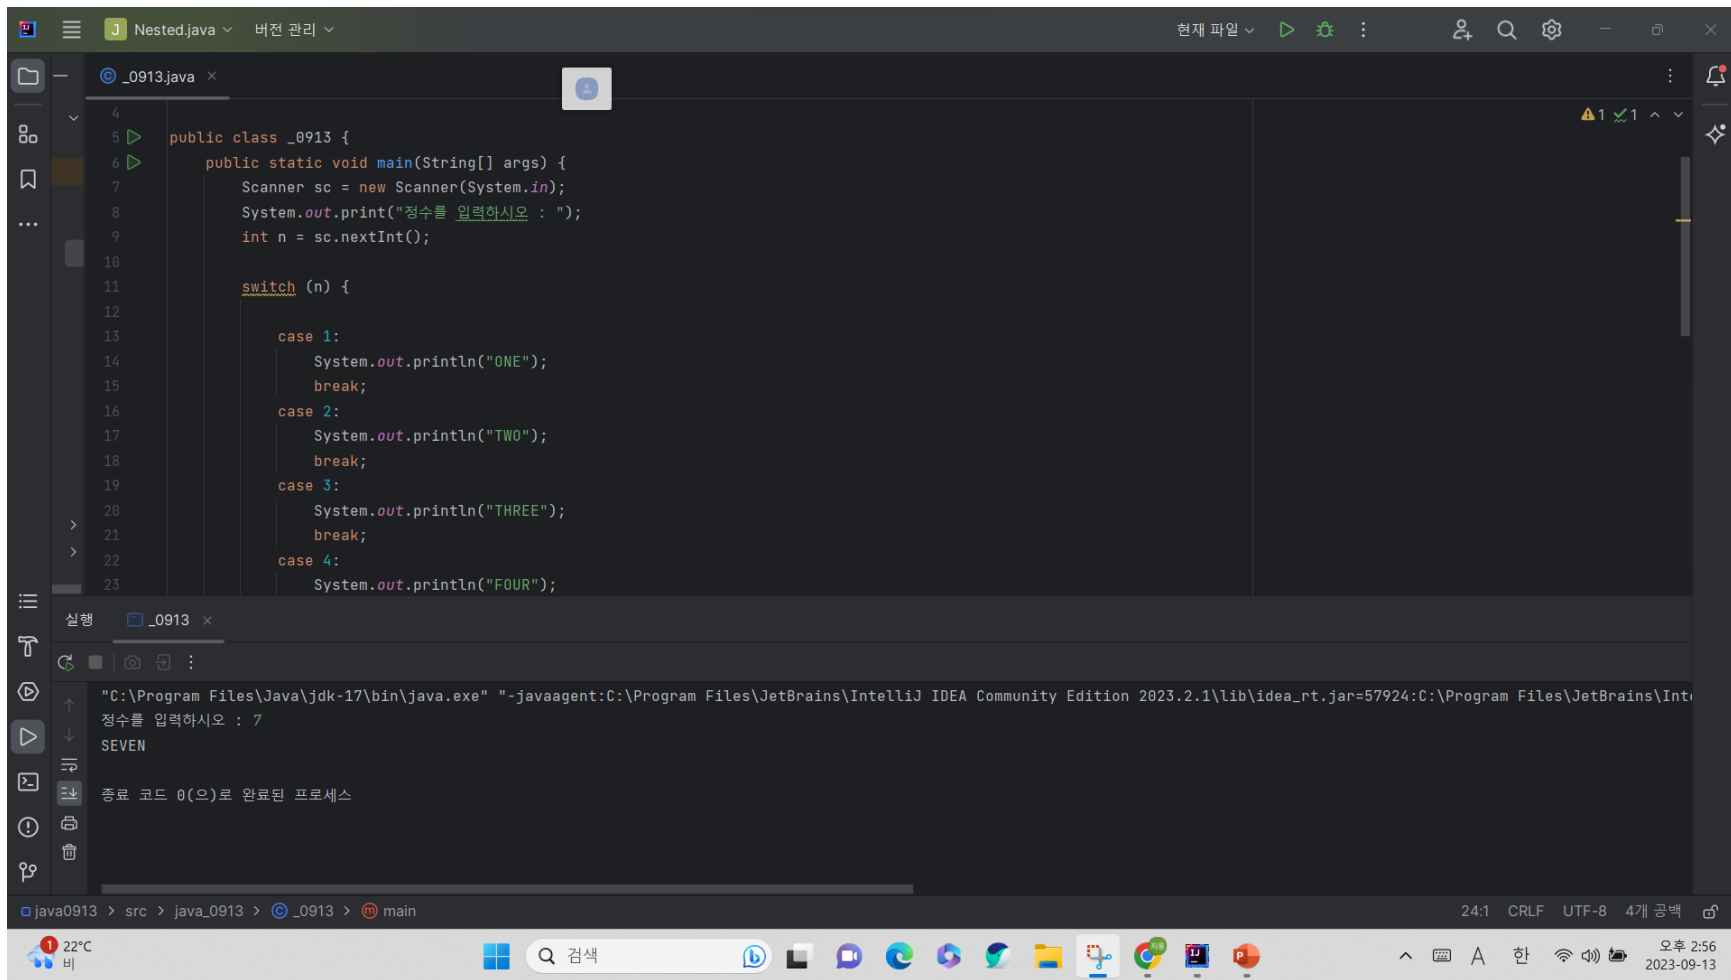 J Nested.java 버전 관리 현재 파일
_0913.java
4
5 public class _0913 {
6 public static void main(String[] args) {
7 Scanner sc = new Scanner(System.in);
8 System.out.print("정수를 입력하시오 : ");
9 int n = sc.nextInt();
10
11 switch (n) {
12
13 case 1:
14 System.out.println("ONE");
15 break;
16 case 2:
17 System.out.println("TWO");
18 break;
19 case 3:
20 System.out.println("THREE");
21 break;
22 case 4:
23 System.out.println("FOUR");
1 1
실행 _0913
"C:\Program Files\Java\jdk-17\bin\java.exe" "-javaagent:C:\Program Files\JetBrains\IntelliJ IDEA Community Edition 2023.2.1\lib\idea_rt.jar=57924:C:\Program Files\JetBrains\Inte
정수를 입력하시오 : 7
SEVEN
종료 코드 0(으)로 완료된 프로세스
java0913 > src > java_0913 > _0913 > main 24:1 CRLF UTF-8 4개 공백
1 22°C
비
검색
A 한
오후 2:56
2023-09-13